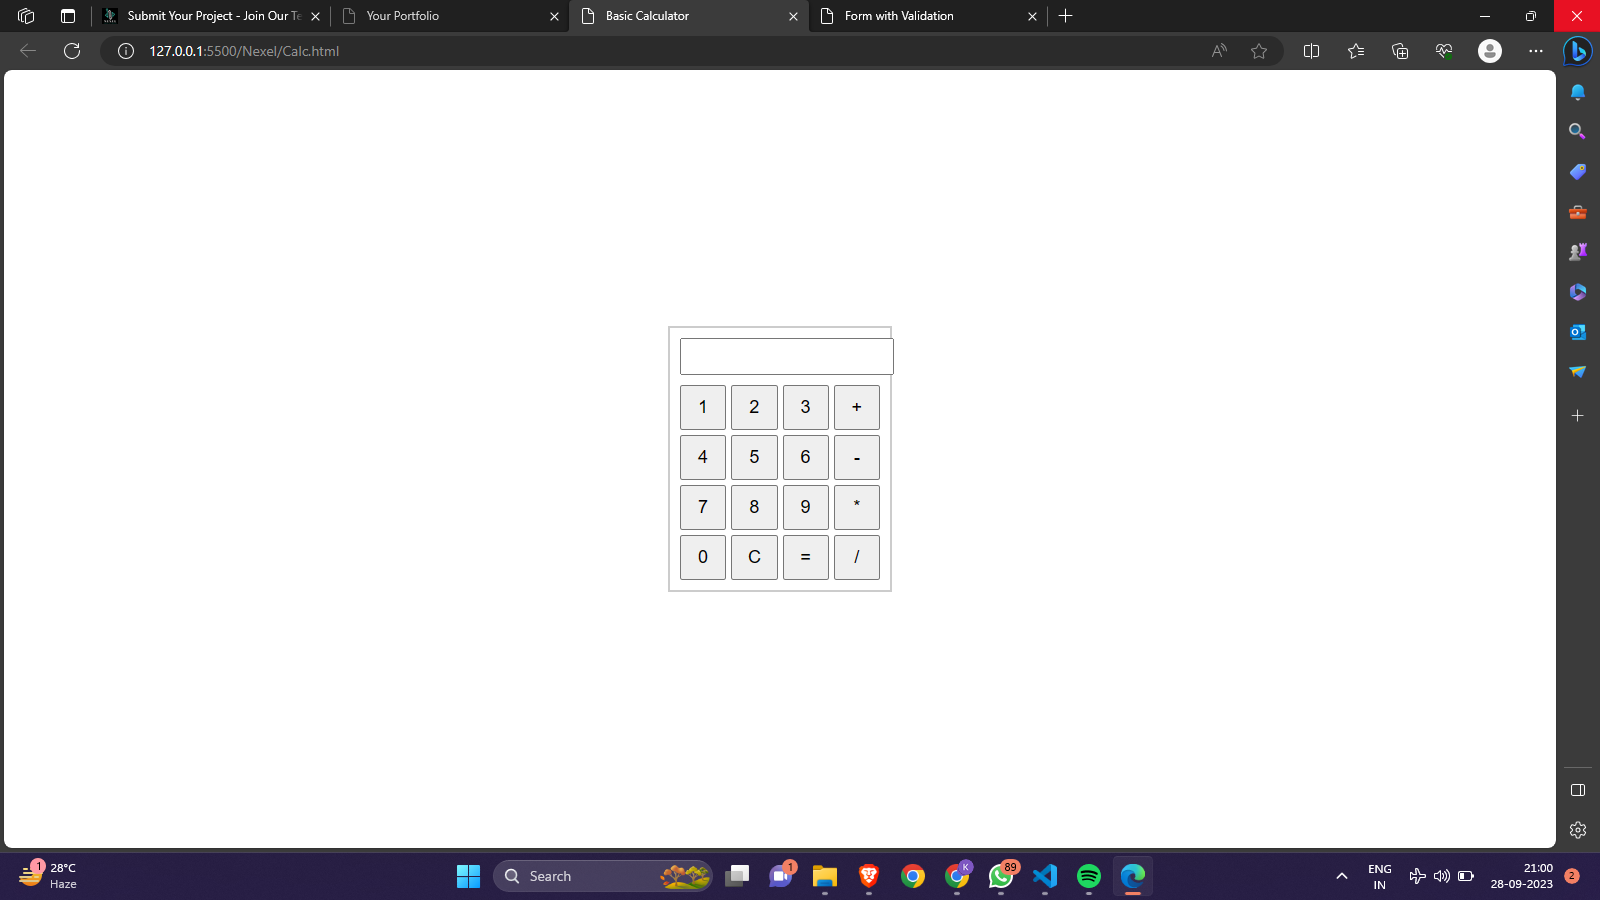 Submit Your Project - Join Our Te
Your Portfolio
Basic Calculator
Form with Validation
127.0.0.1:5500/Nexel/Calc.html
1 2 3 +
4 5 6 -
7 8 9 *
0 C = /
1
28°C
Haze
Search
1
K
89
ENG
IN
21:00
28-09-2023
2